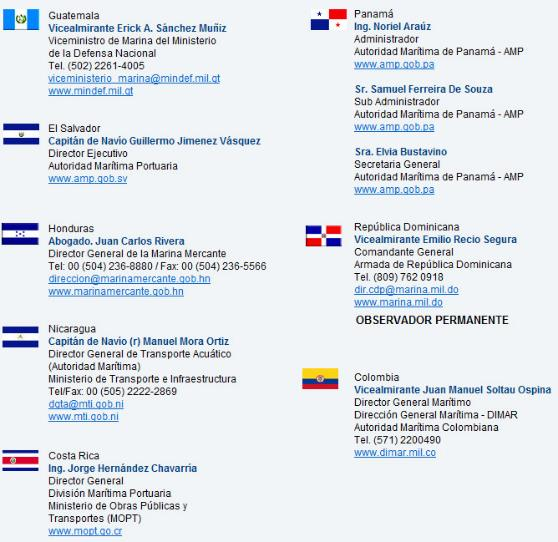 Guatemala
Vicealmirante Erick A. Sánchez Muñiz
Viceministro de Marina del Ministerio
de la Defensa Nacional
Tel. (502) 2261-4005
viceministerio_marina@mindef.mil.gt
www.mindef.mil.gt
El Salvador
Capitán de Navío Guillermo Jimenez Vásquez
Director Ejecutivo
Autoridad Marítima Portuaria
www.amp.gob.sv
Honduras
Abogado. Juan Carlos Rivera
Director General de la Marina Mercante
Tel: 00 (504) 236-8880 / Fax: 00 (504) 236-5566
direccion@marinamercante.gob.hn
www.marinamercante.gob.hn
Nicaragua
Capitán de Navío (r) Manuel Mora Ortiz
Director General de Transporte Acuático
(Autoridad Marítima)
Ministerio de Transporte e Infraestructura
Tel/Fax: 00 (505) 2222-2869
dgta@mti.gob.ni
www.mti.gob.ni
Costa Rica
Ing. Jorge Hernández Chavarría
Director General
División Marítima Portuaria
Ministerio de Obras Públicas y
Transportes (MOPT)
www.mopt.go.cr
Panamá
Ing. Noriel Araúz
Administrador
Autoridad Marítima de Panamá - AMP
www.amp.gob.pa
Sr. Samuel Ferreira De Souza
Sub Administrador
Autoridad Marítima de Panamá - AMP
www.amp.gob.pa
Sra. Elvia Bustavino
Secretaria General
Autoridad Marítima de Panamá - AMP
www.amp.gob.pa
República Dominicana
Vicealmirante Emilio Recio Segura
Comandante General
Armada de República Dominicana
Tel. (809) 762 0918
dir.cdp@marina.mil.do
www.marina.mil.do
OBSERVADOR PERMANENTE
Colombia
Vicealmirante Juan Manuel Soltau Ospina
Director General Marítimo
Dirección General Marítima - DIMAR
Autoridad Marítima Colombiana
Tel. (571) 2200490
www.dimar.mil.co